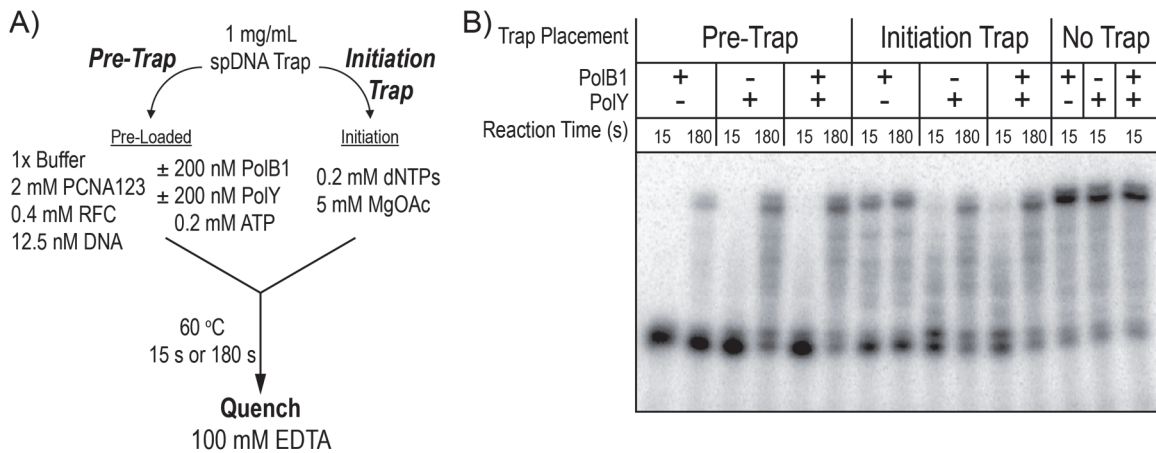 A)
1 mg/mL
spDNA Trap
Pre-Trap
Initiation
Trap
Pre-Loaded
1x Buffer
2 mM PCNA123
0.4 mM RFC
12.5 nM DNA
± 200 nM PolB1
± 200 nM PolY
0.2 mM ATP
Initiation
0.2 mM dNTPs
5 mM MgOAc
60 °C
15 s or 180 s
Quench
100 mM EDTA
B)
Trap Placement Pre-Trap Initiation Trap No Trap
PolB1 + - + + - + + - +
PolY - + + - + + - + +
Reaction Time (s) 15 180 15 180 15 180 15 180 15 180 15 180 15 15 15